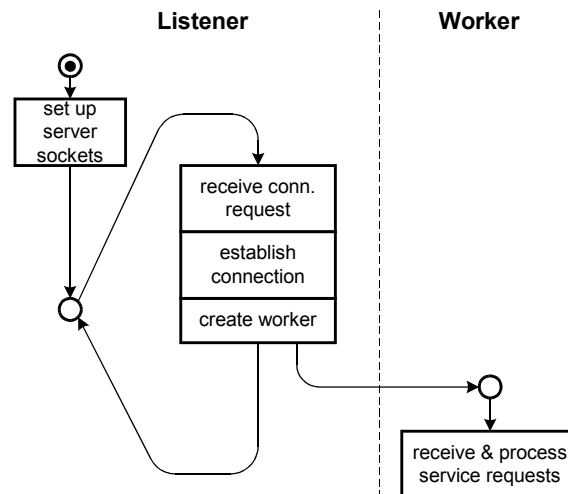 Listener
Worker
set up
server
sockets
receive conn.
request
establish
connection
create worker
receive & process
service requests